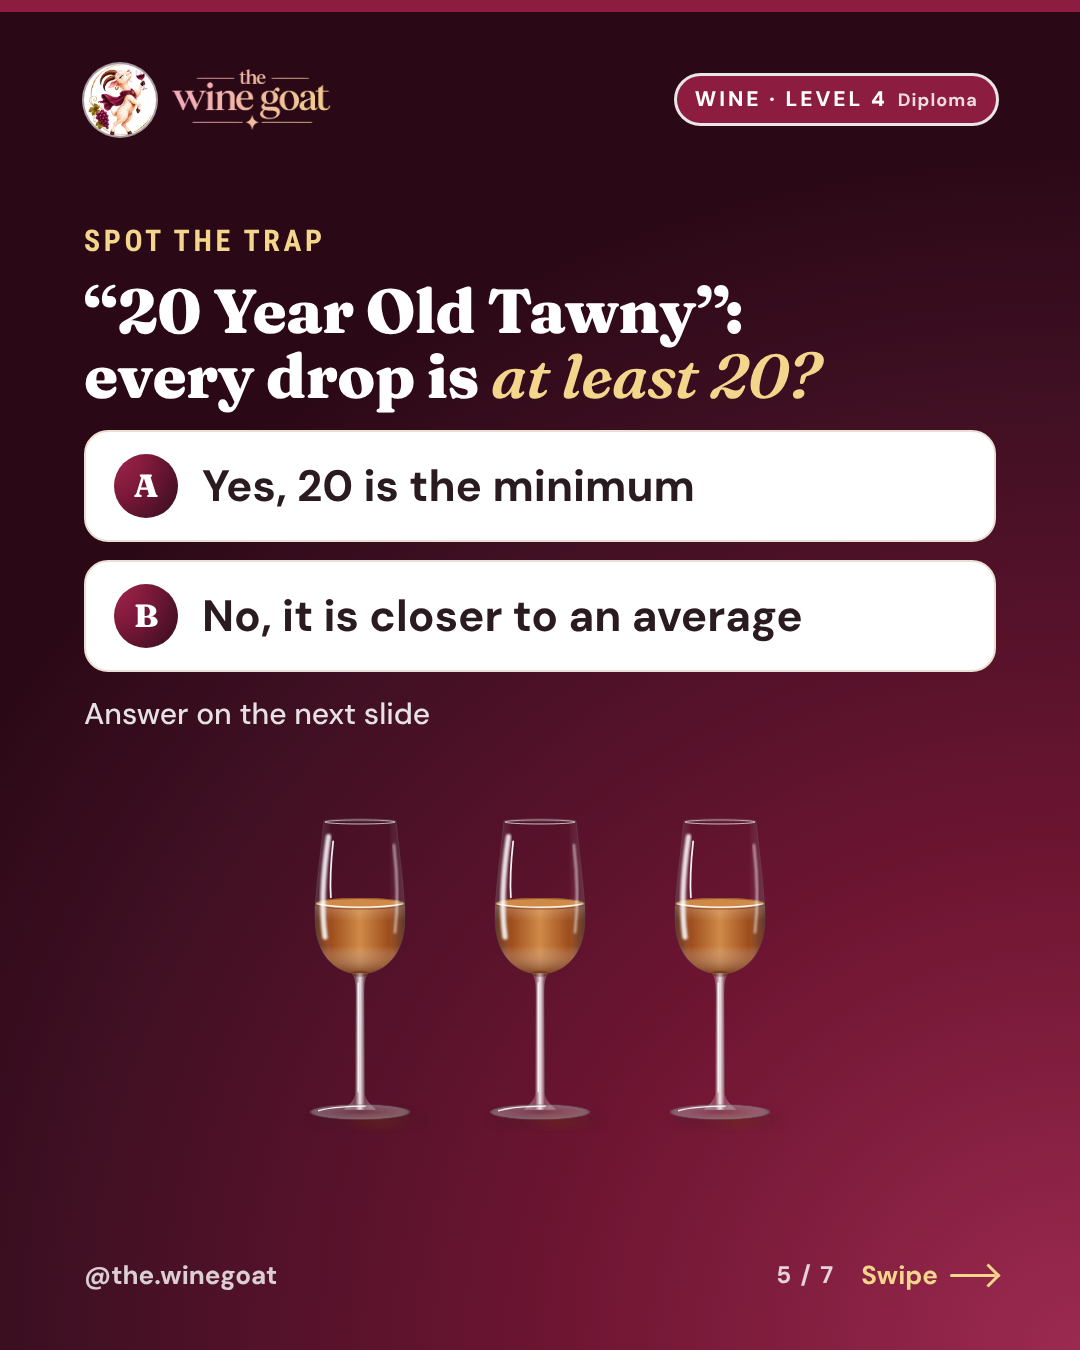 the
wine goat
WINE · LEVEL 4 Diploma
SPOT THE TRAP
“20 Year Old Tawny”:
every drop is at least 20?
A Yes, 20 is the minimum
B No, it is closer to an average
Answer on the next slide
@the.winegoat
5 / 7 Swipe